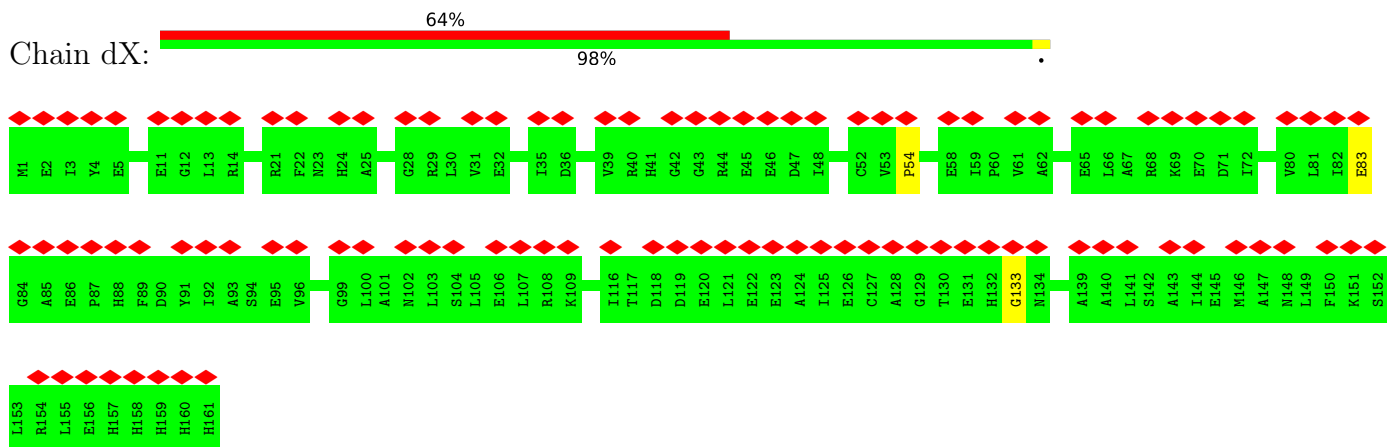 64%
Chain dX:
98% •
M1 E2 I3 Y4 E5 E11 G12 L13 R14 R21 F22 N23 H24 A25 G28 R29 L30 V31 E32 I35 D36 V39 R40 H41 G42 G43 R44 E45 E46 D47 I48 C52 V53 P54 E58 I59 P60 V61 A62 E65 L66 A67 R68 K69 E70 D71 I72 V80 L81 I82 E83
G84 A85 E86 P87 H88 F89 D90 Y91 I92 A93 S94 E95 V96 G99 L100 A101 N102 L103 S104 L105 E106 L107 R108 K109 I116 T117 D118 D119 E120 L121 E122 E123 A124 I125 E126 C127 A128 G129 T130 E131 H132 G133 N134 A139 A140 L141 S142 A143 I144 E145 M146 A147 N148 L149 F150 K151 S152
L153 R154 L155 E156 H157 H158 H159 H160 H161